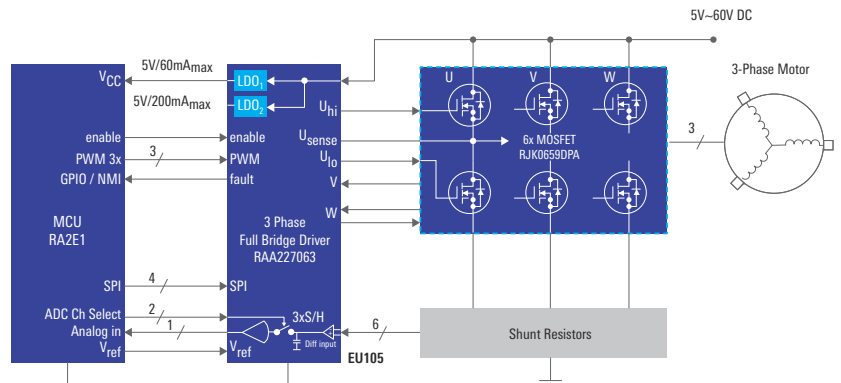 5V~60V DC
3-Phase Motor
5V/60mAmax
VCC
LDO1
5V/200mAmax
LDO2
U
V
W
Uhi
enable
enable
Usense
6x MOSFET
RJK0659DPA
3
PWM 3x
3
PWM
Ulo
GPIO / NMI
fault
V
W
MCU
RA2E1
3 Phase
Full Bridge Driver
RAA227063
SPI
4
SPI
ADC Ch Select
2
3xS/H
Analog in
1
6
Shunt Resistors
Vref
Vref
Diff input
EU105